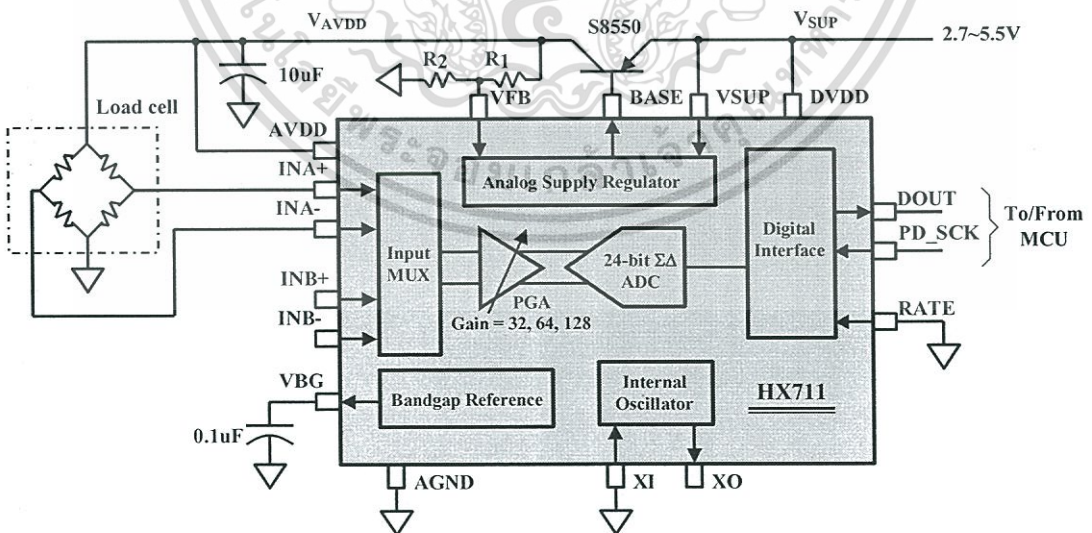 S8550
V_AVDD
V_SUP
2.7~5.5V
R2
R1
10uF
VFB
BASE
VSUP
DVDD
Load cell
AVDD
INA+
Analog Supply Regulator
DOUT
INA-
To/From
MCU
PD_SCK
Digital
Interface
Input
MUX
24-bit ΣΔ
ADC
INB+
PGA
Gain = 32, 64, 128
INB-
RATE
VBG
Bandgap Reference
Internal
Oscillator
HX711
0.1uF
AGND
XI
XO